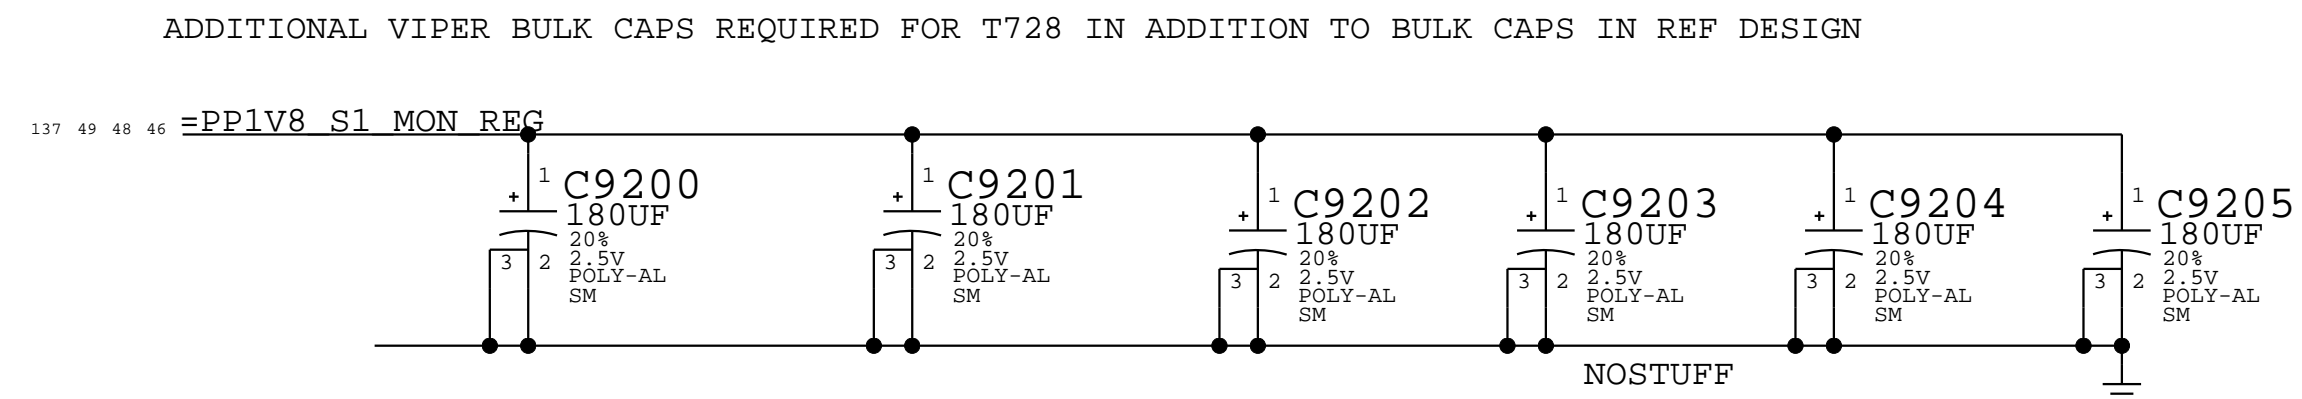 ADDITIONAL VIPER BULK CAPS REQUIRED FOR T728 IN ADDITION TO BULK CAPS IN REF DESIGN
137 49 48 46 =PP1V8_S1_MON_REG
1 C9200
+ 180UF
20%
3 2 2.5V
POLY-AL
SM
1 C9201
+ 180UF
20%
3 2 2.5V
POLY-AL
SM
1 C9202
+ 180UF
20%
3 2 2.5V
POLY-AL
SM
1 C9203
+ 180UF
20%
3 2 2.5V
POLY-AL
SM
1 C9204
+ 180UF
20%
3 2 2.5V
POLY-AL
SM
1 C9205
+ 180UF
20%
3 2 2.5V
POLY-AL
SM
NOSTUFF